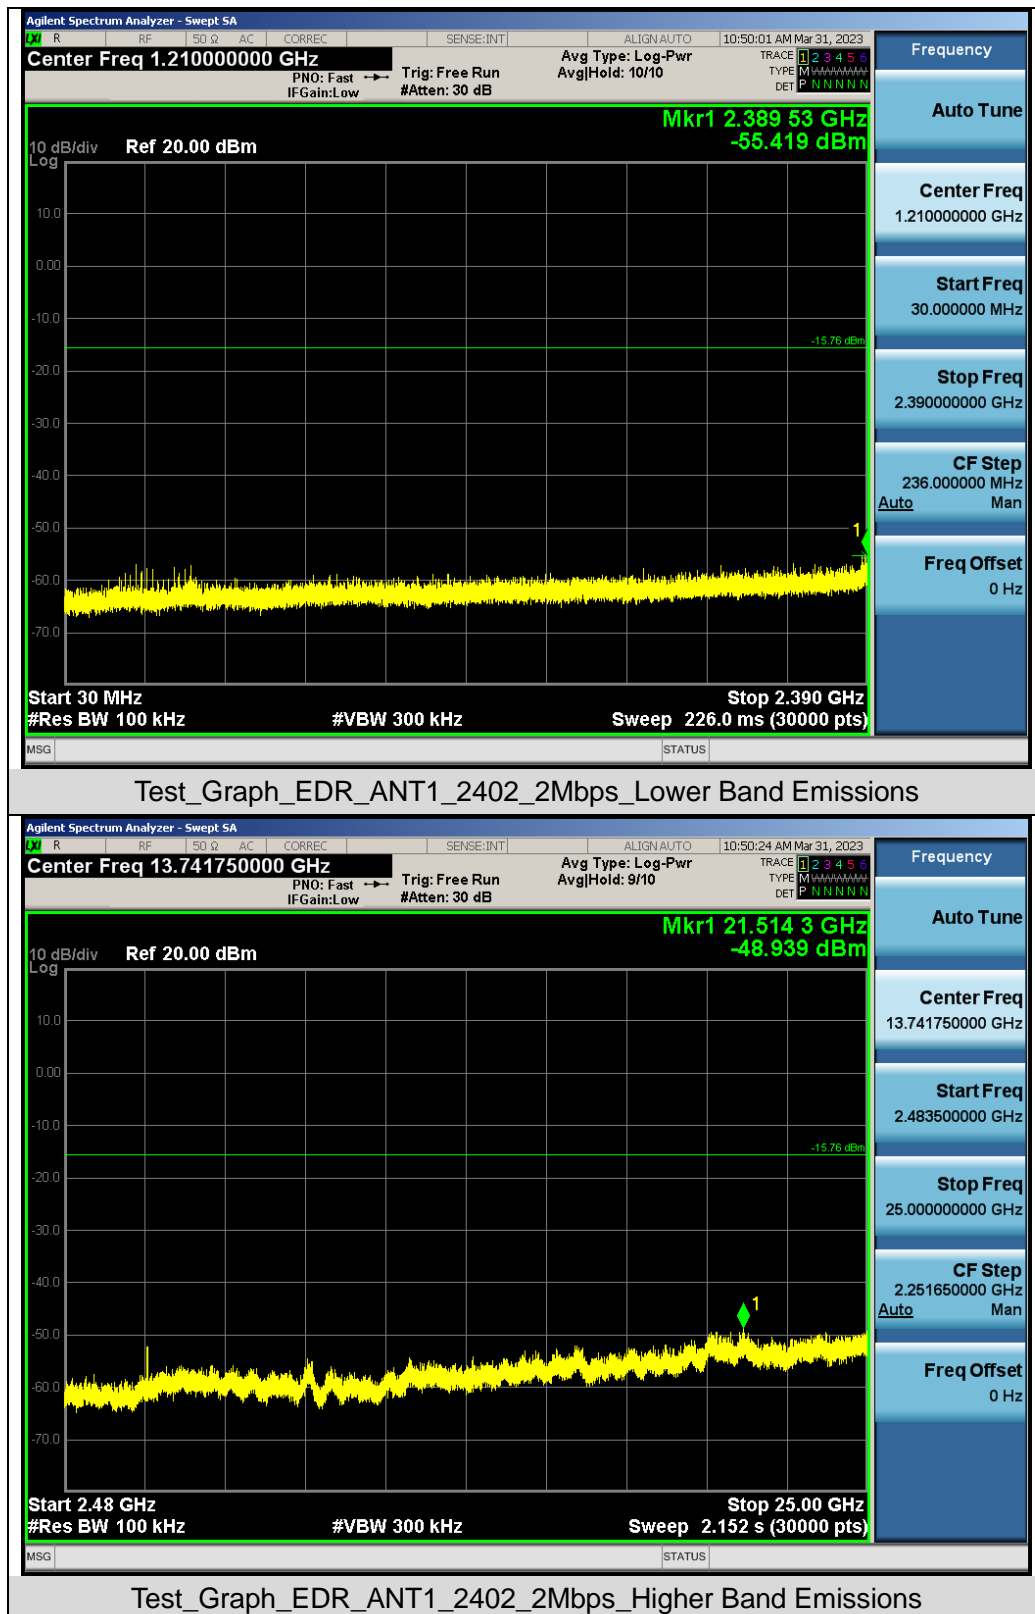 Agilent Spectrum Analyzer - Swept SA
LXI R RF 50 Ω AC CORREC SENSE:INT ALIGN AUTO 10:50:01 AM Mar 31, 2023
Center Freq 1.210000000 GHz
PNO: Fast
IFGain:Low
Trig: Free Run
#Atten: 30 dB
Avg Type: Log-Pwr
Avg|Hold: 10/10
TRACE 1 2 3 4 5 6
TYPE M WWWWW
DET P N N N N N
Mkr1 2.389 53 GHz
-55.419 dBm
10 dB/div Ref 20.00 dBm
Log
10.0
0.00
-10.0
-15.76 dBm
-20.0
-30.0
-40.0
-50.0
1
-60.0
-70.0
Start 30 MHz Stop 2.390 GHz
#Res BW 100 kHz #VBW 300 kHz Sweep 226.0 ms (30000 pts)
MSG STATUS
Frequency
Auto Tune
Center Freq
1.210000000 GHz
Start Freq
30.000000 MHz
Stop Freq
2.390000000 GHz
CF Step
236.000000 MHz
Auto Man
Freq Offset
0 Hz
Test_Graph_EDR_ANT1_2402_2Mbps_Lower Band Emissions
Agilent Spectrum Analyzer - Swept SA
LXI R RF 50 Ω AC CORREC SENSE:INT ALIGN AUTO 10:50:24 AM Mar 31, 2023
Center Freq 13.741750000 GHz
PNO: Fast
IFGain:Low
Trig: Free Run
#Atten: 30 dB
Avg Type: Log-Pwr
Avg|Hold: 9/10
TRACE 1 2 3 4 5 6
TYPE M WWWWW
DET P N N N N N
Mkr1 21.514 3 GHz
-48.939 dBm
10 dB/div Ref 20.00 dBm
Log
10.0
0.00
-10.0
-15.76 dBm
-20.0
-30.0
-40.0
1
-50.0
-60.0
-70.0
Start 2.48 GHz Stop 25.00 GHz
#Res BW 100 kHz #VBW 300 kHz Sweep 2.152 s (30000 pts)
MSG STATUS
Frequency
Auto Tune
Center Freq
13.741750000 GHz
Start Freq
2.483500000 GHz
Stop Freq
25.000000000 GHz
CF Step
2.251650000 GHz
Auto Man
Freq Offset
0 Hz
Test_Graph_EDR_ANT1_2402_2Mbps_Higher Band Emissions